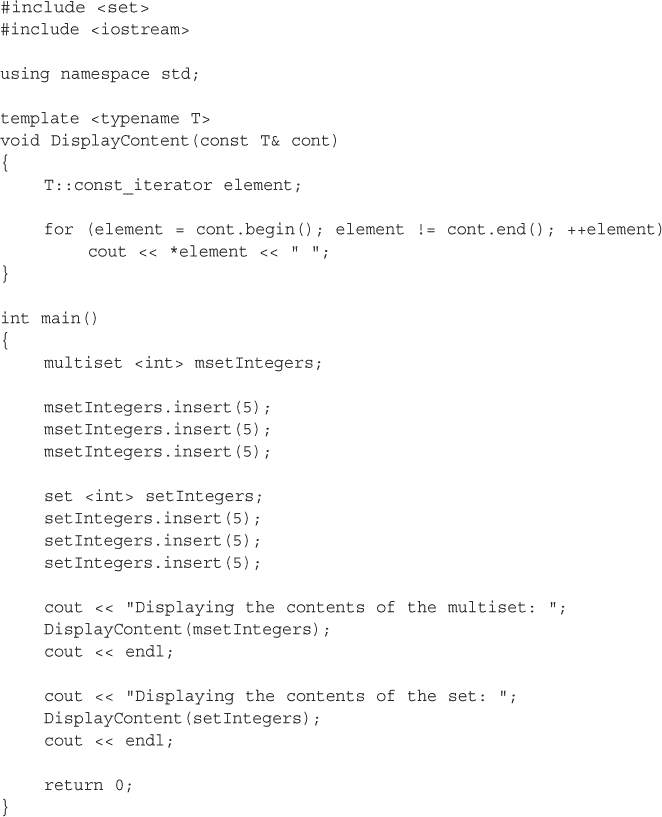 #include <set>
#include <iostream>
using namespace std;
template <typename T>
void DisplayContent(const T& cont)
{
T::const_iterator element;
for (element = cont.begin(); element != cont.end(); ++element)
cout << *element << " ";
}
int main()
{
multiset <int> msetIntegers;
msetIntegers.insert(5);
msetIntegers.insert(5);
msetIntegers.insert(5);
set <int> setIntegers;
setIntegers.insert(5);
setIntegers.insert(5);
setIntegers.insert(5);
cout << "Displaying the contents of the multiset: ";
DisplayContent(msetIntegers);
cout << endl;
cout << "Displaying the contents of the set: ";
DisplayContent(setIntegers);
cout << endl;
return 0;
}